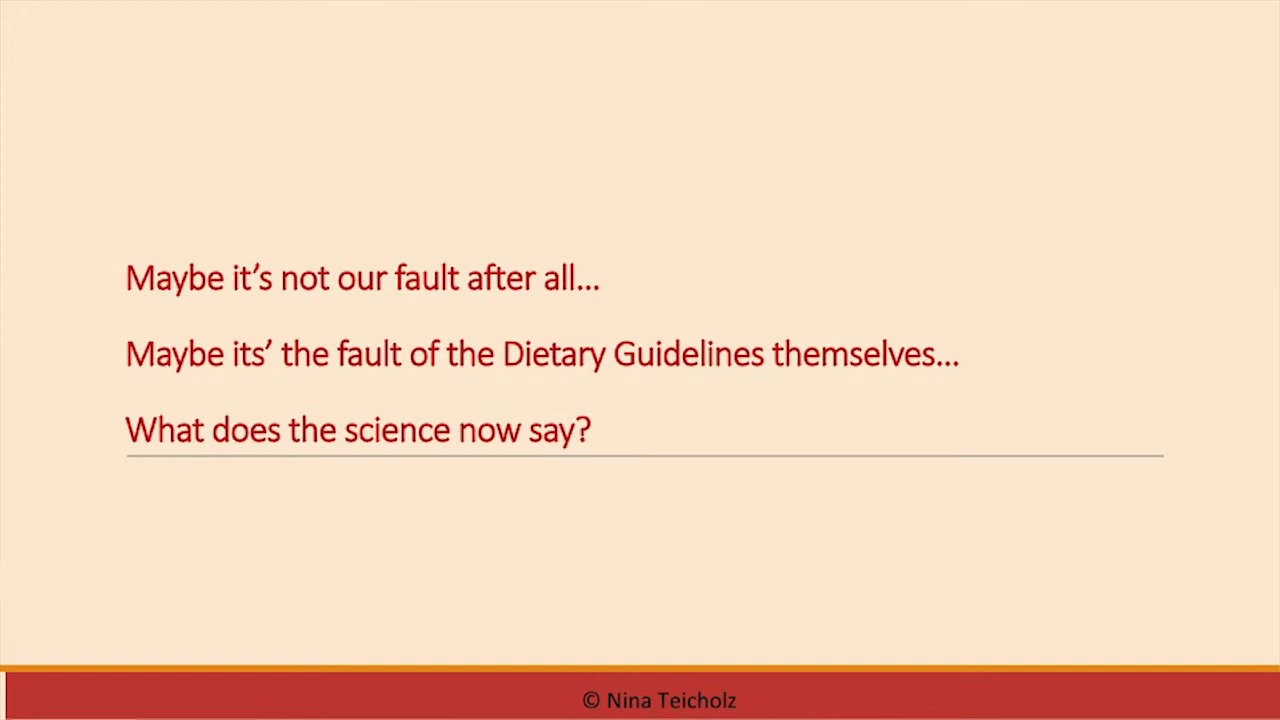 Maybe it’s not our fault after all…
Maybe its’ the fault of the Dietary Guidelines themselves…
What does the science now say?
© Nina Teicholz